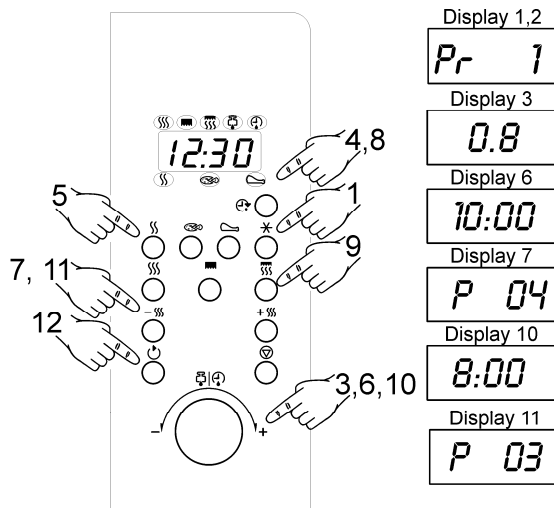 Display 1,2
Pr 1
Display 3
0.8
Display 6
10:00
Display 7
P 04
Display 10
8:00
Display 11
P 03
12:30
4,8
5
1
9
7, 11
12
3,6,10
- +
- +